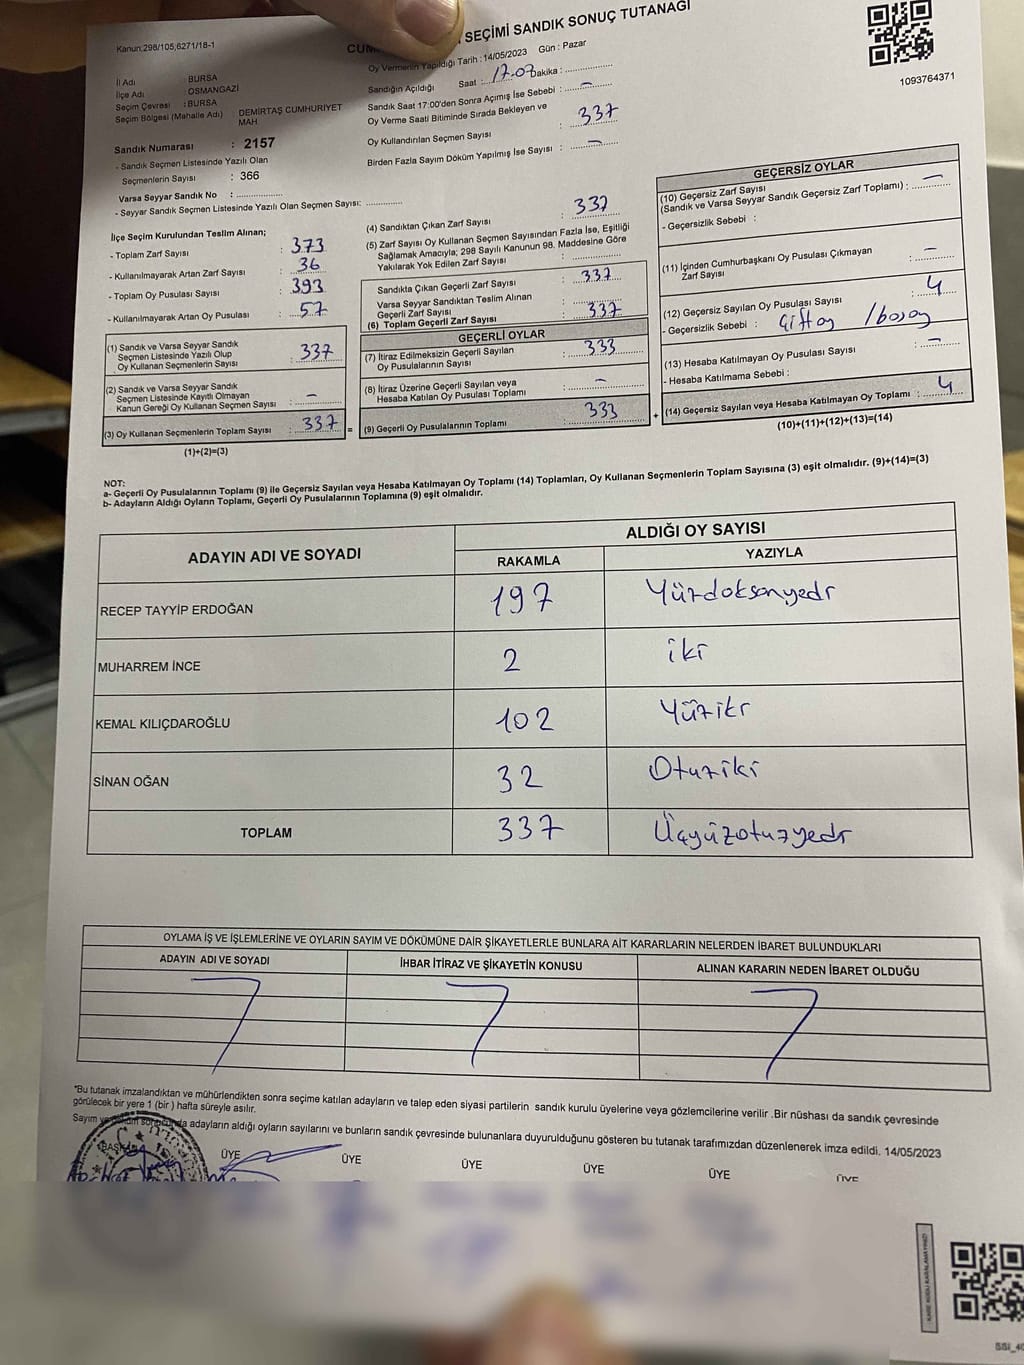 Kanun;298/105;6271/18-1
SEÇİMİ SANDIK SONUÇ TUTANAĞI
1093764371
İl Adı : BURSA
İlçe Adı : OSMANGAZİ
Seçim Çevresi : BURSA
Seçim Bölgesi (Mahalle Adı) DEMİRTAŞ CUMHURİYET
MAH
Sandık Numarası : 2157
- Sandık Seçmen Listesinde Yazılı Olan
Seçmenlerin Sayısı : 366
Varsa Seyyar Sandık No :
- Seyyar Sandık Seçmen Listesinde Yazılı Olan Seçmen Sayısı:
Oy Vermenin Yapıldığı Tarih : 14/05/2023 Gün : Pazar
Sandığın Açıldığı Saat : 17.07 Dakika :
Sandık Saat 17:00'den Sonra Açmış İse Sebebi : -
Oy Verme Saati Bitiminde Sırada Bekleyen ve
Oy Kullandırılan Seçmen Sayısı : 337
Birden Fazla Sayım Döküm Yapılmış İse Sayısı : -
İlçe Seçim Kurulundan Teslim Alınan;
- Toplam Zarf Sayısı : 373
- Kullanılmayarak Artan Zarf Sayısı : 36
- Toplam Oy Pusulası Sayısı : 393
- Kullanılmayarak Artan Oy Pusulası : 57
(1) Sandık ve Varsa Seyyar Sandık
Seçmen Listesinde Yazılı Olup
Oy Kullanan Seçmenlerin Sayısı : 337
(2) Sandık ve Varsa Seyyar Sandık
Seçmen Listesinde Kayıtlı Olmayan
Kanun Gereği Oy Kullanan Seçmen Sayısı : -
(3) Oy Kullanan Seçmenlerin Toplam Sayısı : 337 =
(1)+(2)=(3)
(4) Sandıktan Çıkan Zarf Sayısı : 337
(5) Zarf Sayısı Oy Kullanan Seçmen Sayısından Fazla İse, Eşitliği
Sağlamak Amacıyla; 298 Sayılı Kanunun 98. Maddesine Göre
Yakılarak Yok Edilen Zarf Sayısı :
Sandıkta Çıkan Geçerli Zarf Sayısı : 337
Varsa Seyyar Sandıktan Teslim Alınan
Geçerli Zarf Sayısı :
(6) Toplam Geçerli Zarf Sayısı : 337
GEÇERLİ OYLAR
(7) İtiraz Edilmeksizin Geçerli Sayılan
Oy Pusulalarının Sayısı : 333
(8) İtiraz Üzerine Geçerli Sayılan veya
Hesaba Katılan Oy Pusulası Toplamı : -
(9) Geçerli Oy Pusulalarının Toplamı : 333 +
GEÇERSİZ OYLAR
(10) Geçersiz Zarf Sayısı
(Sandık ve Varsa Seyyar Sandık Geçersiz Zarf Toplamı) : -
- Geçersizlik Sebebi :
(11) İçinden Cumhurbaşkanı Oy Pusulası Çıkmayan
Zarf Sayısı : -
(12) Geçersiz Sayılan Oy Pusulası Sayısı : 4
- Geçersizlik Sebebi : Çift oy / boş oy
(13) Hesaba Katılmayan Oy Pusulası Sayısı : -
- Hesaba Katılmama Sebebi :
(14) Geçersiz Sayılan veya Hesaba Katılmayan Oy Toplamı : 4
(10)+(11)+(12)+(13)=(14)
NOT:
a- Geçerli Oy Pusulalarının Toplamı (9) ile Geçersiz Sayılan veya Hesaba Katılmayan Oy Toplamı (14) Toplamları, Oy Kullanan Seçmenlerin Toplam Sayısına (3) eşit olmalıdır. (9)+(14)=(3)
b- Adayların Aldığı Oyların Toplamı, Geçerli Oy Pusulalarının Toplamına (9) eşit olmalıdır.
ADAYIN ADI VE SOYADI ALDIĞI OY SAYISI
RAKAMLA YAZIYLA
RECEP TAYYİP ERDOĞAN 197 Yüzdoksanyedi
MUHARREM İNCE 2 iki
KEMAL KILIÇDAROĞLU 102 Yüziki
SİNAN OĞAN 32 Otuziki
TOPLAM 337 Üçyüzotuzyedi
OYLAMA İŞ VE İŞLEMLERİNE VE OYLARIN SAYIM VE DÖKÜMÜNE DAİR ŞİKAYETLERLE BUNLARA AİT KARARLARIN NELERDEN İBARET BULUNDUKLARI
ADAYIN ADI VE SOYADI İHBAR İTİRAZ VE ŞİKAYETİN KONUSU ALINAN KARARIN NEDEN İBARET OLDUĞU
*Bu tutanak imzalandıktan ve mühürlendikten sonra seçime katılan adayların ve talep eden siyasi partilerin sandık kurulu üyelerine veya gözlemcilerine verilir .Bir nüshası da sandık çevresinde
görülecek bir yere 1 (bir ) hafta süreyle asılır.
Sayım adayların aldığı oyların sayılarını ve bunların sandık çevresinde bulunanlara duyurulduğunu gösteren bu tutanak tarafımızdan düzenlenerek imza edildi. 14/05/2023
ÜYE ÜYE ÜYE ÜYE ÜYE ÜYE